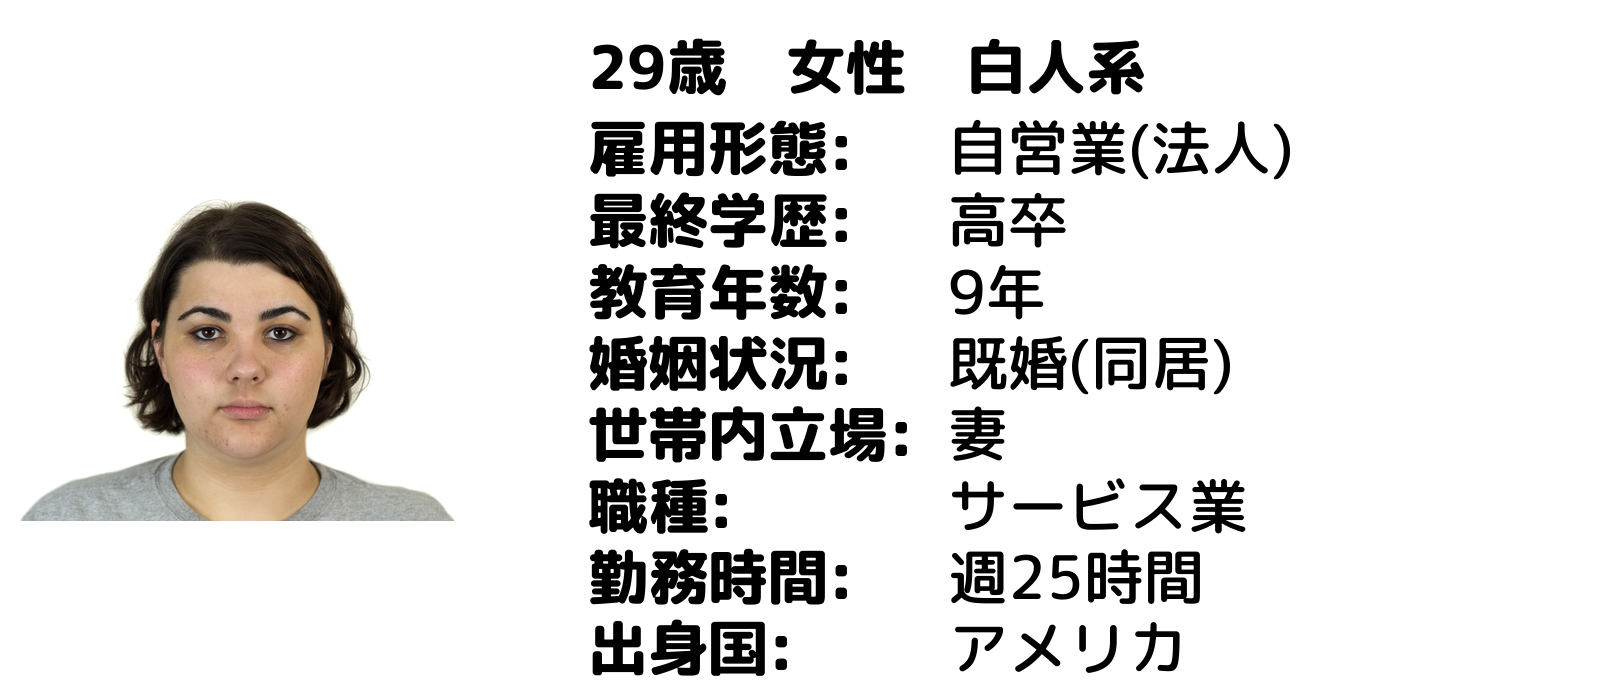 29歳　女性　白人系
雇用形態: 自営業(法人)
最終学歴: 高卒
教育年数: 9年
婚姻状況: 既婚(同居)
世帯内立場: 妻
職種: サービス業
勤務時間: 週25時間
出身国: アメリカ